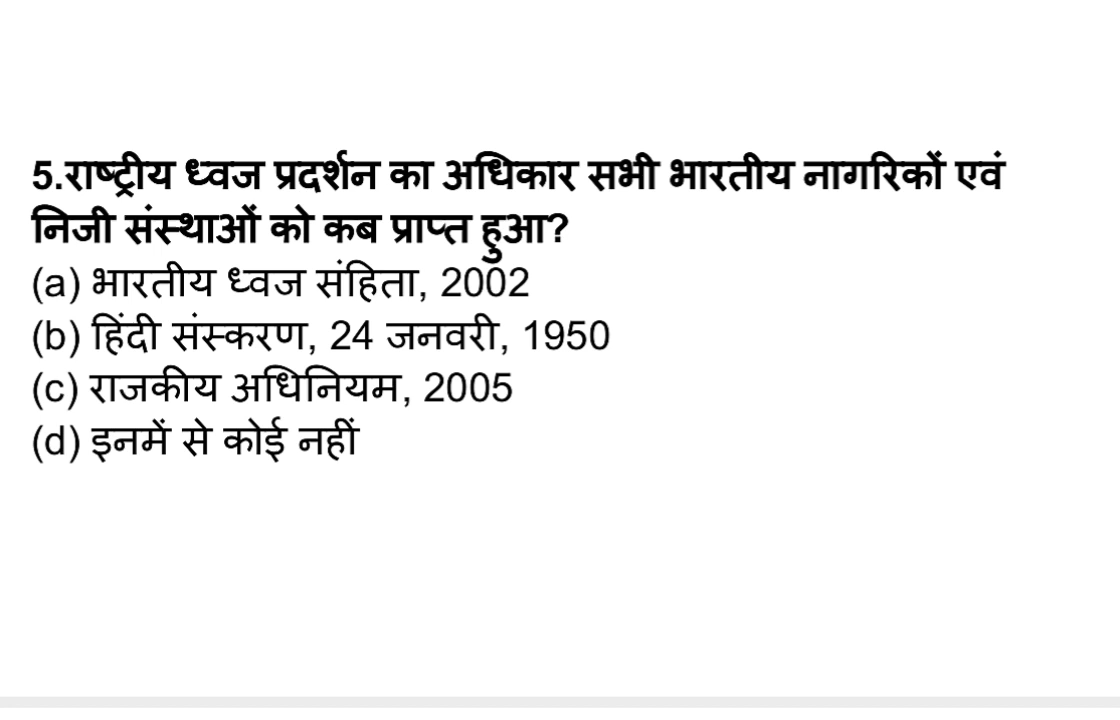 5.राष्ट्रीय ध्वज प्रदर्शन का अधिकार सभी भारतीय नागरिकों एवं
निजी संस्थाओं को कब प्राप्त हुआ?
(a) भारतीय ध्वज संहिता, 2002
(b) हिंदी संस्करण, 24 जनवरी, 1950
(c) राजकीय अधिनियम, 2005
(d) इनमें से कोई नहीं